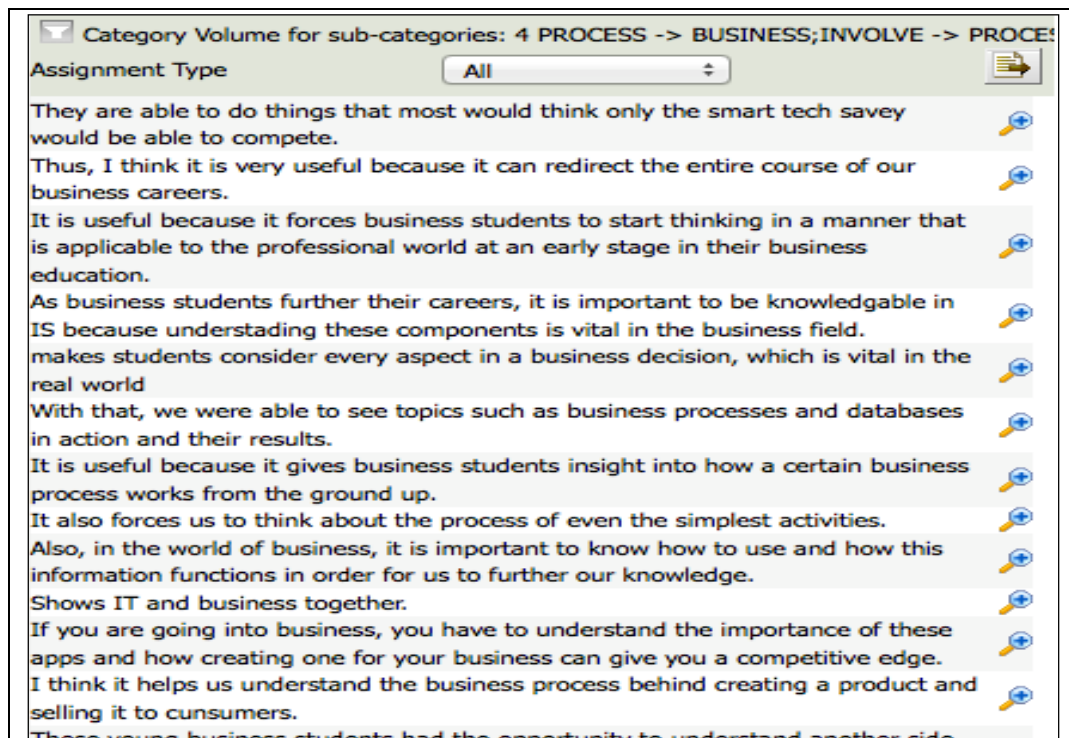 Category Volume for sub-categories: 4 PROCESS -> BUSINESS;INVOLVE -> PROCES
Assignment Type All
They are able to do things that most would think only the smart tech savey
would be able to compete.
Thus, I think it is very useful because it can redirect the entire course of our
business careers.
It is useful because it forces business students to start thinking in a manner that
is applicable to the professional world at an early stage in their business
education.
As business students further their careers, it is important to be knowledgable in
IS because understading these components is vital in the business field.
makes students consider every aspect in a business decision, which is vital in the
real world
With that, we were able to see topics such as business processes and databases
in action and their results.
It is useful because it gives business students insight into how a certain business
process works from the ground up.
It also forces us to think about the process of even the simplest activities.
Also, in the world of business, it is important to know how to use and how this
information functions in order for us to further our knowledge.
Shows IT and business together.
If you are going into business, you have to understand the importance of these
apps and how creating one for your business can give you a competitive edge.
I think it helps us understand the business process behind creating a product and
selling it to cunsumers.
These young business students had the opportunity to understand another side